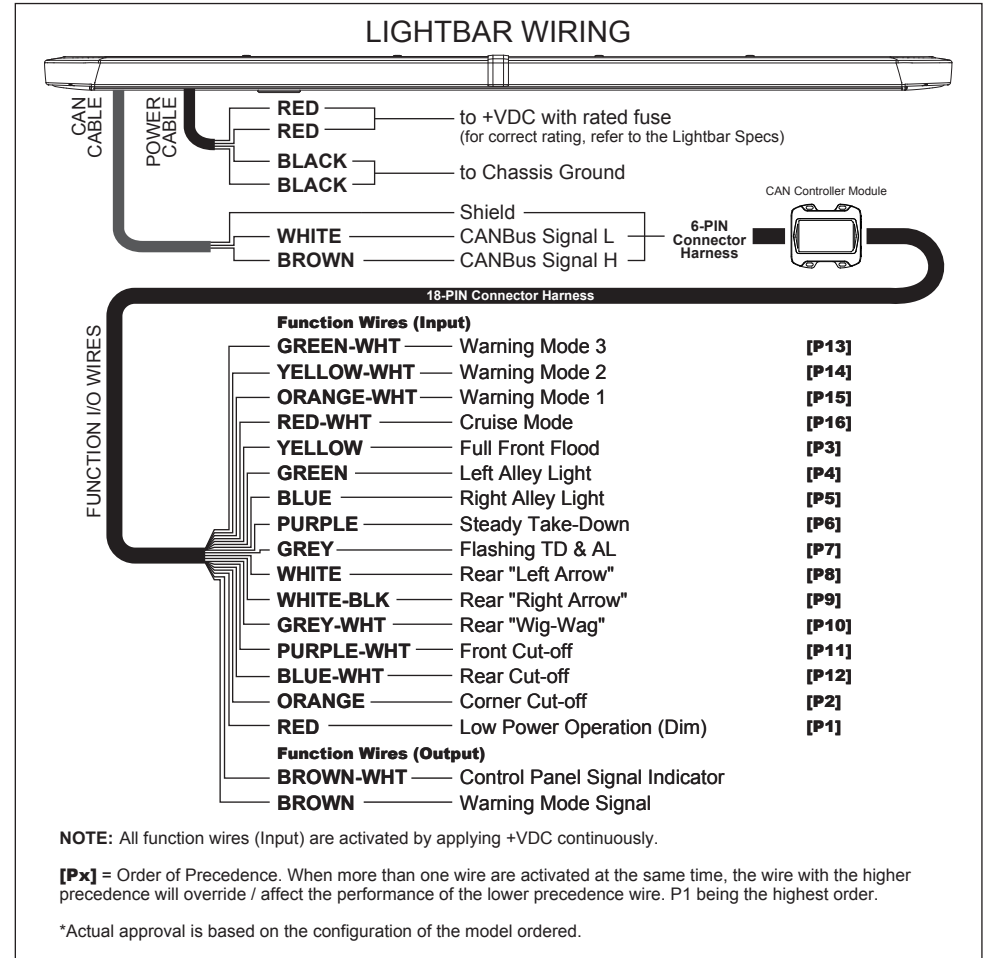 LIGHTBAR WIRING
CAN CABLE
POWER CABLE
RED
RED
to +VDC with rated fuse
(for correct rating, refer to the Lightbar Specs)
BLACK
BLACK
to Chassis Ground
CAN Controller Module
Shield
WHITE CANBus Signal L
BROWN CANBus Signal H
6-PIN
Connector
Harness
18-PIN Connector Harness
FUNCTION I/O WIRES
Function Wires (Input)
GREEN-WHT Warning Mode 3 [P13]
YELLOW-WHT Warning Mode 2 [P14]
ORANGE-WHT Warning Mode 1 [P15]
RED-WHT Cruise Mode [P16]
YELLOW Full Front Flood [P3]
GREEN Left Alley Light [P4]
BLUE Right Alley Light [P5]
PURPLE Steady Take-Down [P6]
GREY Flashing TD & AL [P7]
WHITE Rear "Left Arrow" [P8]
WHITE-BLK Rear "Right Arrow" [P9]
GREY-WHT Rear "Wig-Wag" [P10]
PURPLE-WHT Front Cut-off [P11]
BLUE-WHT Rear Cut-off [P12]
ORANGE Corner Cut-off [P2]
RED Low Power Operation (Dim) [P1]
Function Wires (Output)
BROWN-WHT Control Panel Signal Indicator
BROWN Warning Mode Signal
NOTE: All function wires (Input) are activated by applying +VDC continuously.
[Px] = Order of Precedence. When more than one wire are activated at the same time, the wire with the higher
precedence will override / affect the performance of the lower precedence wire. P1 being the highest order.
*Actual approval is based on the configuration of the model ordered.